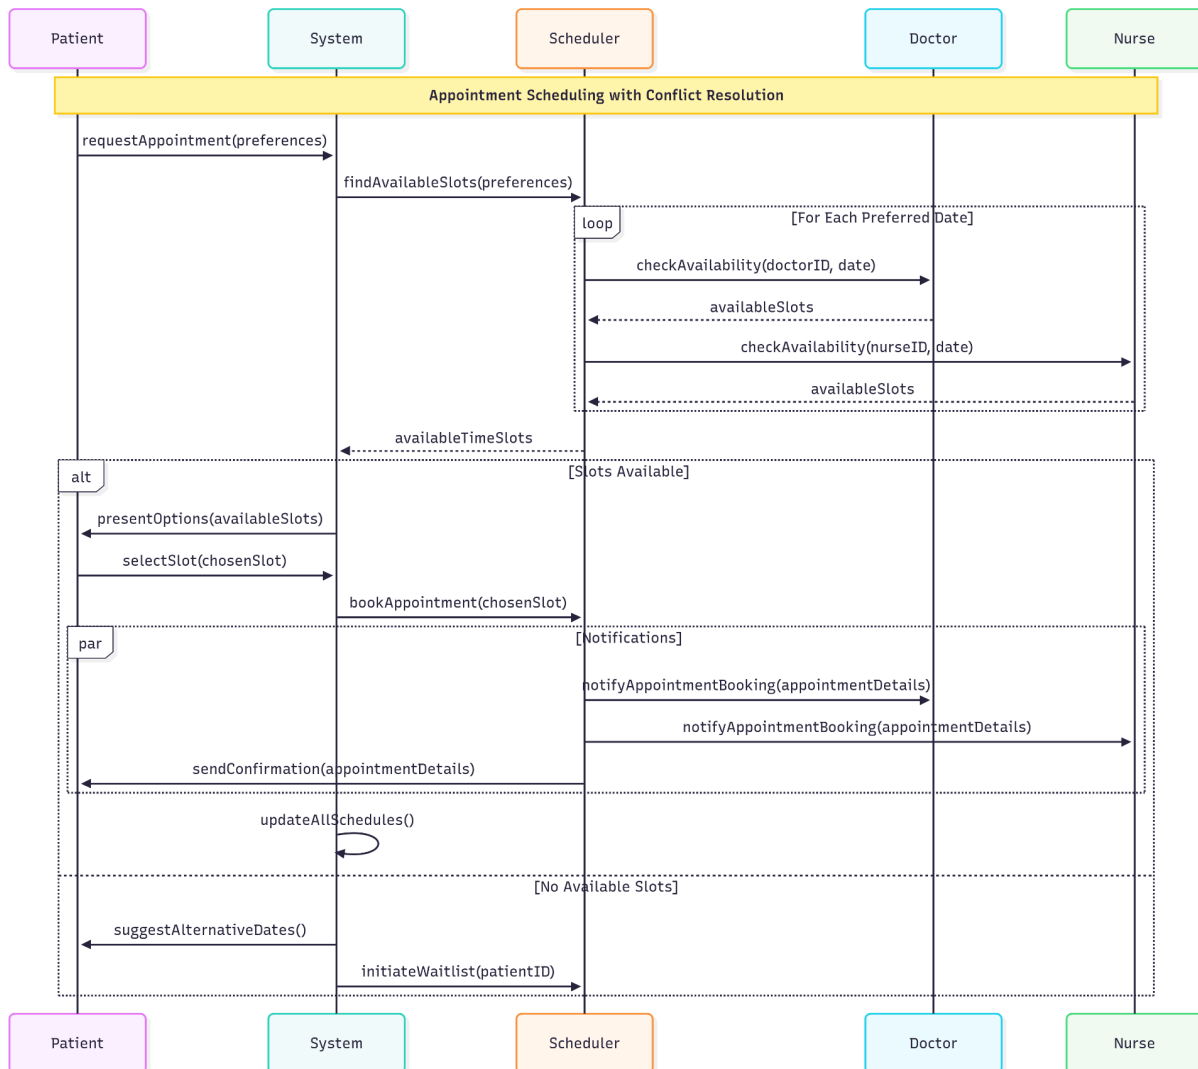 Patient
System
Scheduler
Doctor
Nurse
Appointment Scheduling with Conflict Resolution
requestAppointment(preferences)
findAvailableSlots(preferences)
loop
[For Each Preferred Date]
checkAvailability(doctorID, date)
availableSlots
checkAvailability(nurseID, date)
availableSlots
availableTimeSlots
alt
[Slots Available]
presentOptions(availableSlots)
selectSlot(chosenSlot)
bookAppointment(chosenSlot)
par
[Notifications]
notifyAppointmentBooking(appointmentDetails)
notifyAppointmentBooking(appointmentDetails)
sendConfirmation(appointmentDetails)
updateAllSchedules()
[No Available Slots]
suggestAlternativeDates()
initiateWaitlist(patientID)
Patient
System
Scheduler
Doctor
Nurse